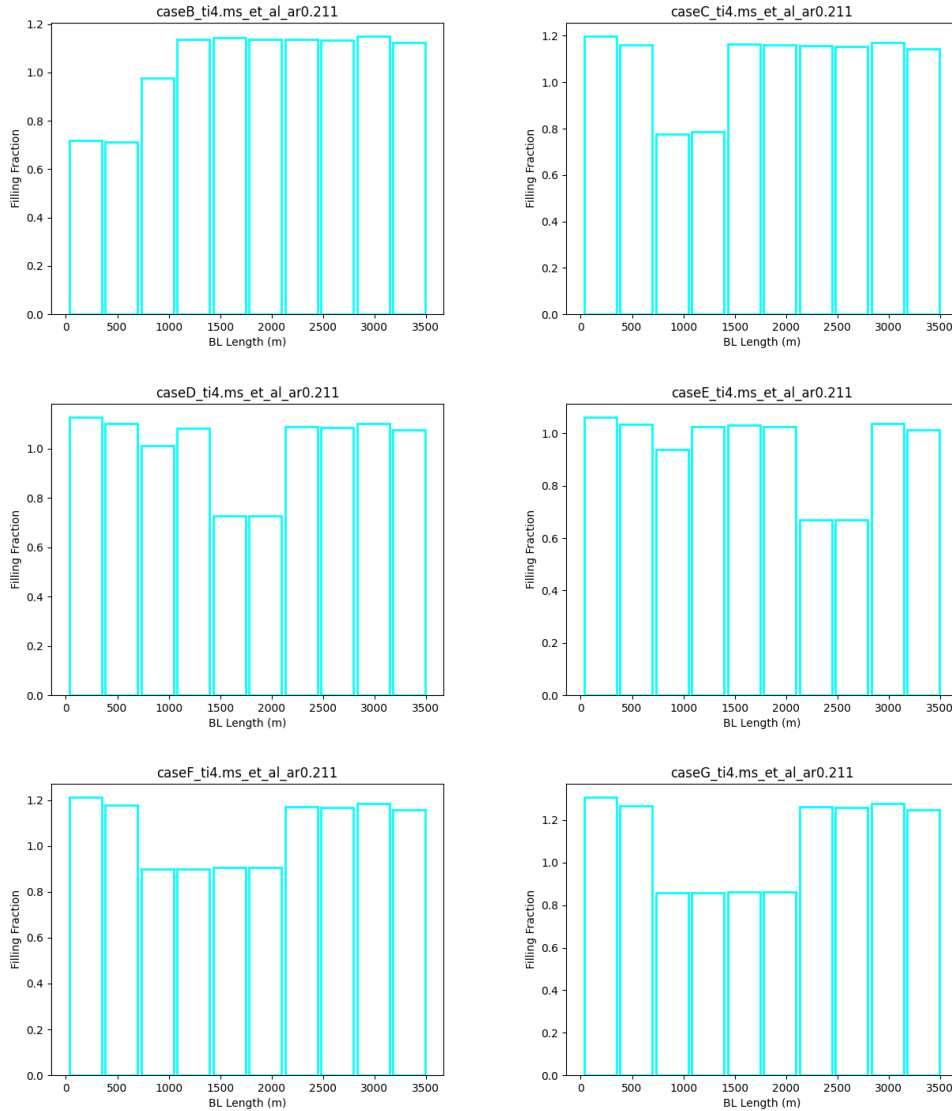 caseB_ti4.ms_et_al_ar0.211
1.2
1.0
0.8
0.6
0.4
0.2
0.0
Filling Fraction
0 500 1000 1500 2000 2500 3000 3500
BL Length (m)
caseC_ti4.ms_et_al_ar0.211
1.2
1.0
0.8
0.6
0.4
0.2
0.0
Filling Fraction
0 500 1000 1500 2000 2500 3000 3500
BL Length (m)
caseD_ti4.ms_et_al_ar0.211
1.0
0.8
0.6
0.4
0.2
0.0
Filling Fraction
0 500 1000 1500 2000 2500 3000 3500
BL Length (m)
caseE_ti4.ms_et_al_ar0.211
1.0
0.8
0.6
0.4
0.2
0.0
Filling Fraction
0 500 1000 1500 2000 2500 3000 3500
BL Length (m)
caseF_ti4.ms_et_al_ar0.211
1.2
1.0
0.8
0.6
0.4
0.2
0.0
Filling Fraction
0 500 1000 1500 2000 2500 3000 3500
BL Length (m)
caseG_ti4.ms_et_al_ar0.211
1.2
1.0
0.8
0.6
0.4
0.2
0.0
Filling Fraction
0 500 1000 1500 2000 2500 3000 3500
BL Length (m)